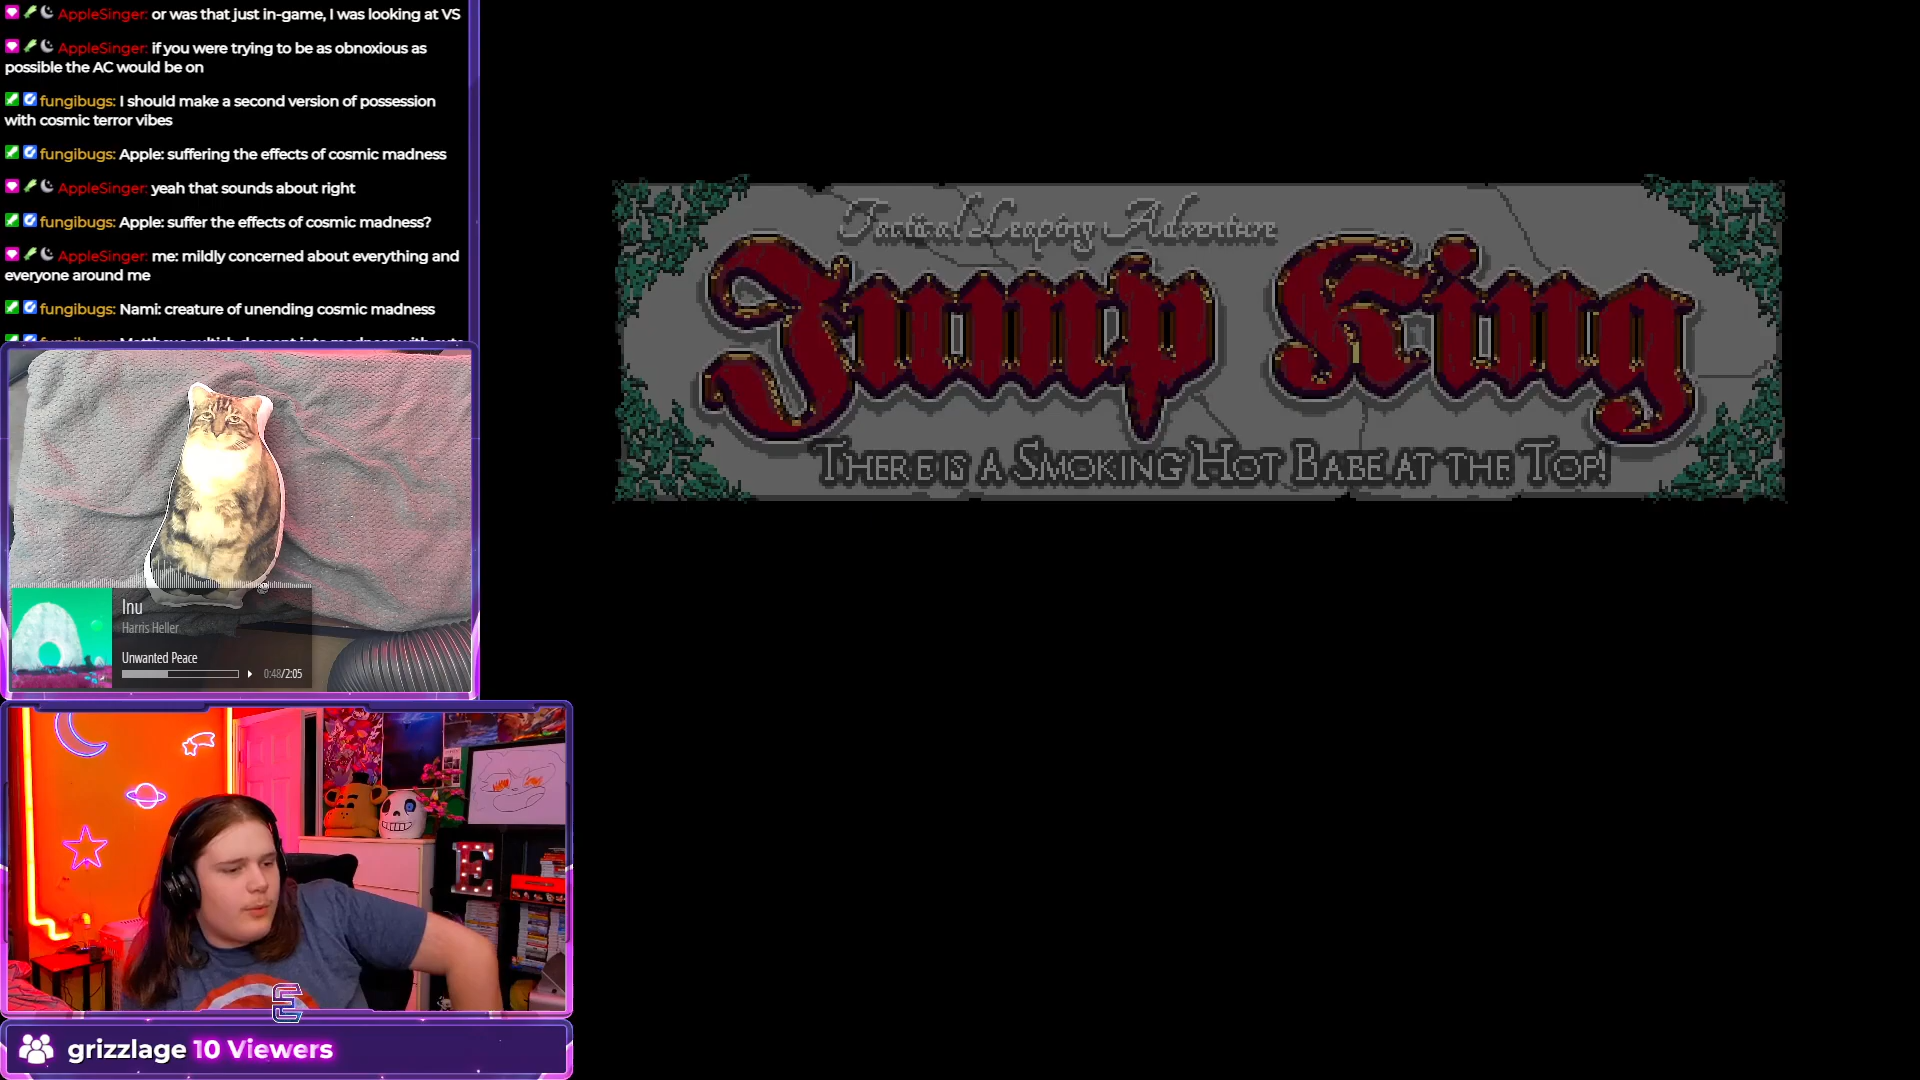 AppleSinger: or was that just in-game, I was looking at VS
AppleSinger: if you were trying to be as obnoxious as
possible the AC would be on
fungibugs: I should make a second version of possession
with cosmic terror vibes
fungibugs: Apple: suffering the effects of cosmic madness
AppleSinger: yeah that sounds about right
fungibugs: Apple: suffer the effects of cosmic madness?
AppleSinger: me: mildly concerned about everything and
everyone around me
fungibugs: Nami: creature of unending cosmic madness
Inu
Harris Heller
Unwanted Peace
0:48/2:05
E
E
grizzlage 10 Viewers
Tactical Leaping Adventure
Jump King
There is a Smoking Hot Babe at the Top!